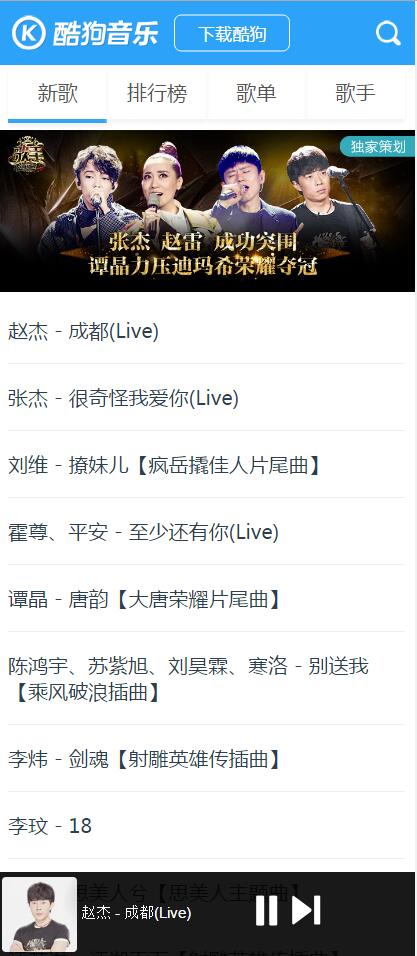 酷狗音乐
下载酷狗
新歌
排行榜
歌单
歌手
歌手
独家策划
张杰 赵雷 成功突围
谭晶力压迪玛希荣耀夺冠
赵杰 - 成都(Live)
张杰 - 很奇怪我爱你(Live)
刘维 - 撩妹儿【疯岳撬佳人片尾曲】
霍尊、平安 - 至少还有你(Live)
谭晶 - 唐韵【大唐荣耀片尾曲】
陈鸿宇、苏紫旭、刘昊霖、寒洛 - 别送我
【乘风破浪插曲】
李炜 - 剑魂【射雕英雄传插曲】
李玟 - 18
思美人兮【思美人主题曲】
赵杰 - 成都(Live)